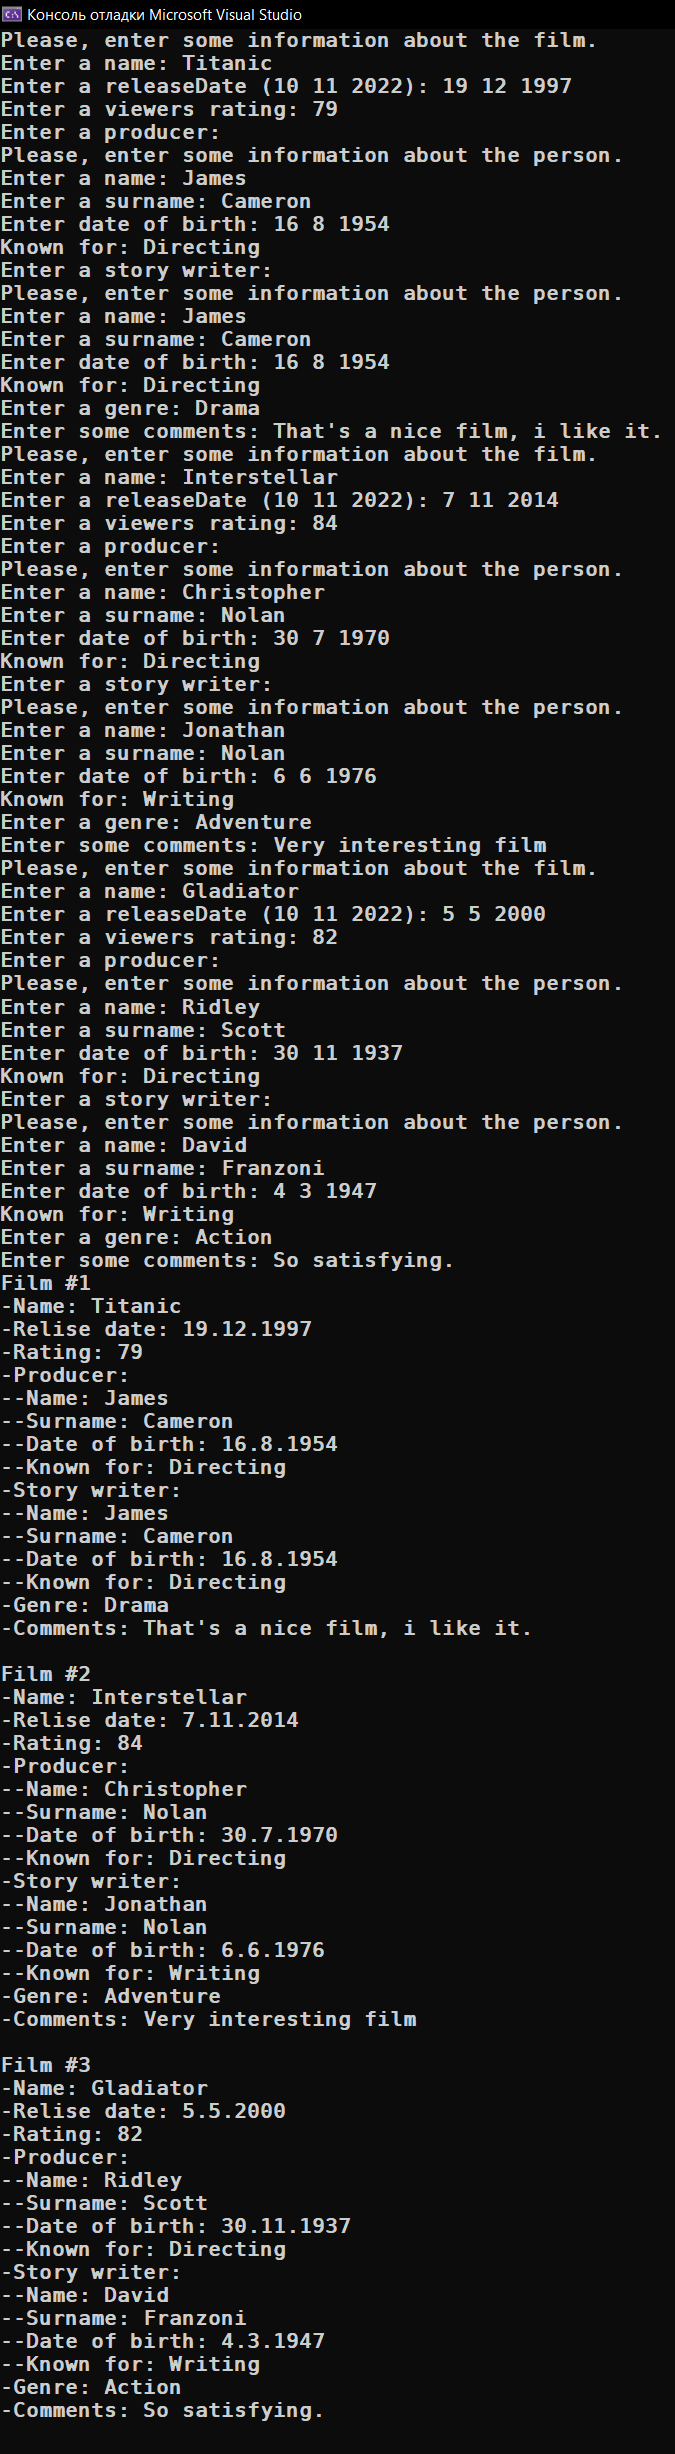 Консоль отладки Microsoft Visual Studio
Please, enter some information about the film.
Enter a name: Titanic
Enter a releaseDate (10 11 2022): 19 12 1997
Enter a viewers rating: 79
Enter a producer:
Please, enter some information about the person.
Enter a name: James
Enter a surname: Cameron
Enter date of birth: 16 8 1954
Known for: Directing
Enter a story writer:
Please, enter some information about the person.
Enter a name: James
Enter a surname: Cameron
Enter date of birth: 16 8 1954
Known for: Directing
Enter a genre: Drama
Enter some comments: That's a nice film, i like it.
Please, enter some information about the film.
Enter a name: Interstellar
Enter a releaseDate (10 11 2022): 7 11 2014
Enter a viewers rating: 84
Enter a producer:
Please, enter some information about the person.
Enter a name: Christopher
Enter a surname: Nolan
Enter date of birth: 30 7 1970
Known for: Directing
Enter a story writer:
Please, enter some information about the person.
Enter a name: Jonathan
Enter a surname: Nolan
Enter date of birth: 6 6 1976
Known for: Writing
Enter a genre: Adventure
Enter some comments: Very interesting film
Please, enter some information about the film.
Enter a name: Gladiator
Enter a releaseDate (10 11 2022): 5 5 2000
Enter a viewers rating: 82
Enter a producer:
Please, enter some information about the person.
Enter a name: Ridley
Enter a surname: Scott
Enter date of birth: 30 11 1937
Known for: Directing
Enter a story writer:
Please, enter some information about the person.
Enter a name: David
Enter a surname: Franzoni
Enter date of birth: 4 3 1947
Known for: Writing
Enter a genre: Action
Enter some comments: So satisfying.
Film #1
-Name: Titanic
-Relise date: 19.12.1997
-Rating: 79
-Producer:
--Name: James
--Surname: Cameron
--Date of birth: 16.8.1954
--Known for: Directing
-Story writer:
--Name: James
--Surname: Cameron
--Date of birth: 16.8.1954
--Known for: Directing
-Genre: Drama
-Comments: That's a nice film, i like it.

Film #2
-Name: Interstellar
-Relise date: 7.11.2014
-Rating: 84
-Producer:
--Name: Christopher
--Surname: Nolan
--Date of birth: 30.7.1970
--Known for: Directing
-Story writer:
--Name: Jonathan
--Surname: Nolan
--Date of birth: 6.6.1976
--Known for: Writing
-Genre: Adventure
-Comments: Very interesting film

Film #3
-Name: Gladiator
-Relise date: 5.5.2000
-Rating: 82
-Producer:
--Name: Ridley
--Surname: Scott
--Date of birth: 30.11.1937
--Known for: Directing
-Story writer:
--Name: David
--Surname: Franzoni
--Date of birth: 4.3.1947
--Known for: Writing
-Genre: Action
-Comments: So satisfying.